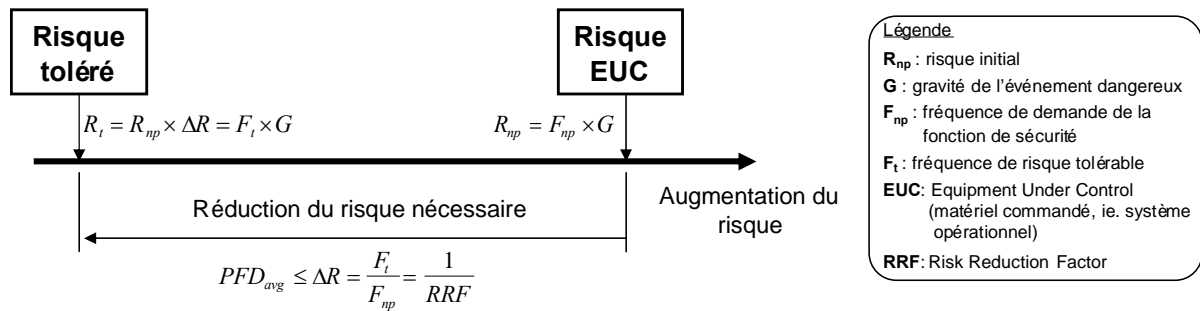 Risque
toléré
Risque
EUC
R_t = R_np × ΔR = F_t × G
R_np = F_np × G
Réduction du risque nécessaire
Augmentation du
risque
PFD_avg ≤ ΔR = F_t / F_np = 1 / RRF
Légende
R_np : risque initial
G : gravité de l'événement dangereux
F_np : fréquence de demande de la
fonction de sécurité
F_t : fréquence de risque tolérable
EUC: Equipment Under Control
(matériel commandé, ie. système
opérationnel)
RRF: Risk Reduction Factor